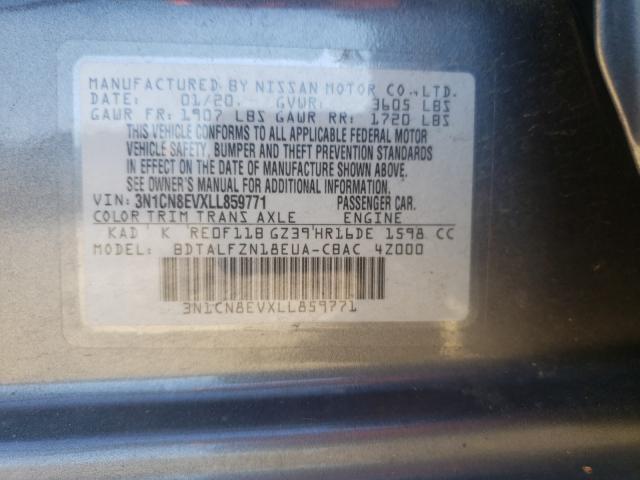 MANUFACTURED BY NISSAN MOTOR CO.,LTD.
DATE: 01/20 GVWR: 3605 LBS
GAWR FR: 1907 LBS GAWR RR: 1720 LBS
THIS VEHICLE CONFORMS TO ALL APPLICABLE FEDERAL MOTOR
VEHICLE SAFETY, BUMPER AND THEFT PREVENTION STANDARDS
IN EFFECT ON THE DATE OF MANUFACTURE SHOWN ABOVE.
SEE OWNER'S MANUAL FOR ADDITIONAL INFORMATION.
VIN: 3N1CN8EVXLL859771 PASSENGER CAR.
COLOR TRIM TRANS AXLE ENGINE
KAD K RE0F11B GZ39 HR16DE 1598 CC
MODEL: BDTALFZN18EUA-CBAC 4Z000
3N1CN8EVXLL859771